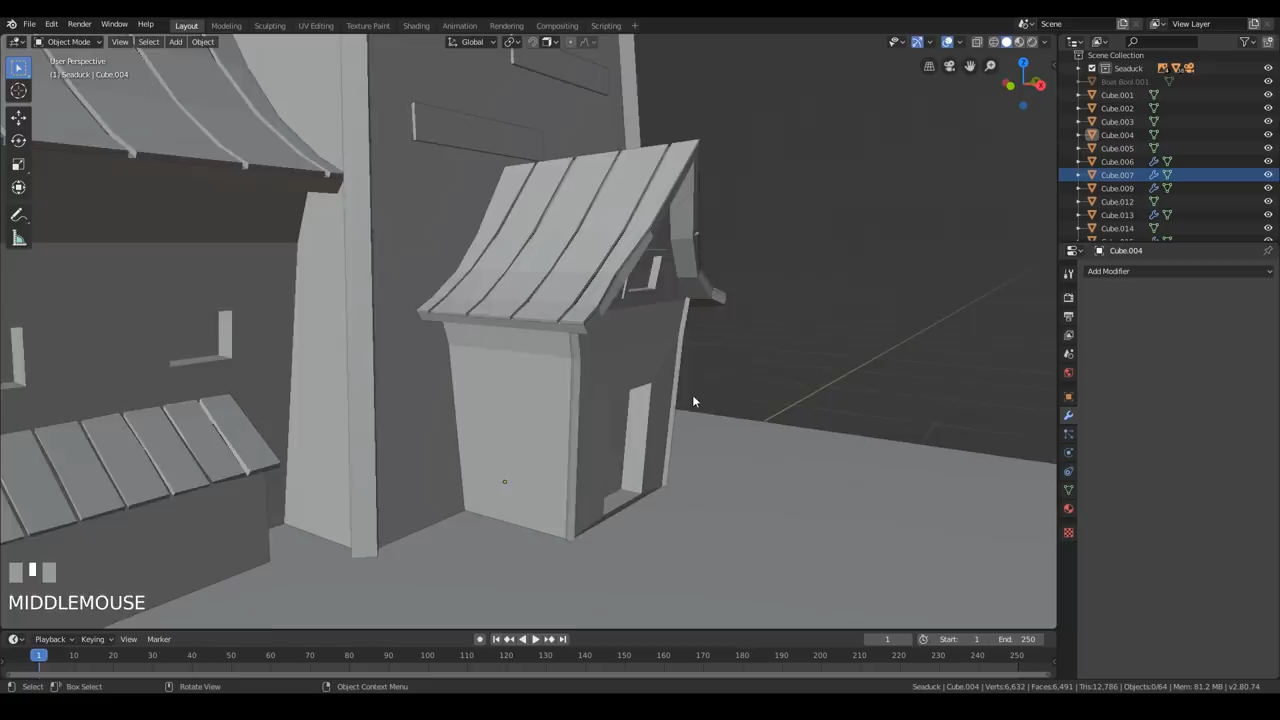 File Edit Render Window Help Layout Modeling Sculpting UV Editing Texture Paint Shading Animation Rendering Compositing Scripting + Scene View Layer
Object Mode View Select Add Object Global
User Perspective
(1) Seaduck | Cube.004
Z
X
Scene Collection
Seaduck
Boat Bool.001
Cube.001
Cube.002
Cube.003
Cube.004
Cube.005
Cube.006
Cube.007
Cube.009
Cube.012
Cube.013
Cube.014
Cube.004
Add Modifier
MIDDLEMOUSE
Playback Keying View Marker 1 Start: 1 End: 250
1 10 20 30 40 50 60 70 80 90 100 110 120 130 140 150 160 170 180 190 200 210 220 230 240 250
Select Box Select Rotate View Object Context Menu Seaduck | Cube.004 | Verts:6,632 | Faces:6,491 | Tris:12,786 | Objects:0/64 | Mem: 81.2 MB | v2.80.74